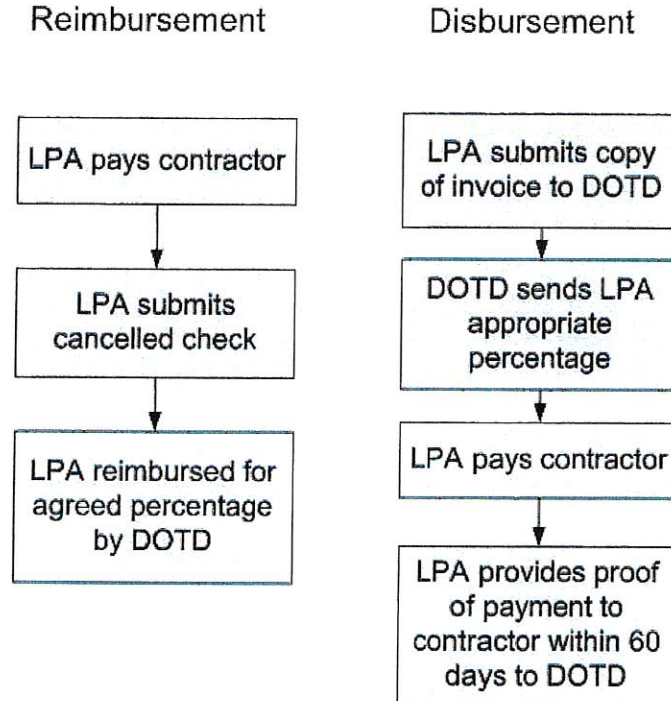 Reimbursement
LPA pays contractor
LPA submits
cancelled check
LPA reimbursed for
agreed percentage
by DOTD
Disbursement
LPA submits copy
of invoice to DOTD
DOTD sends LPA
appropriate
percentage
LPA pays contractor
LPA provides proof
of payment to
contractor within 60
days to DOTD